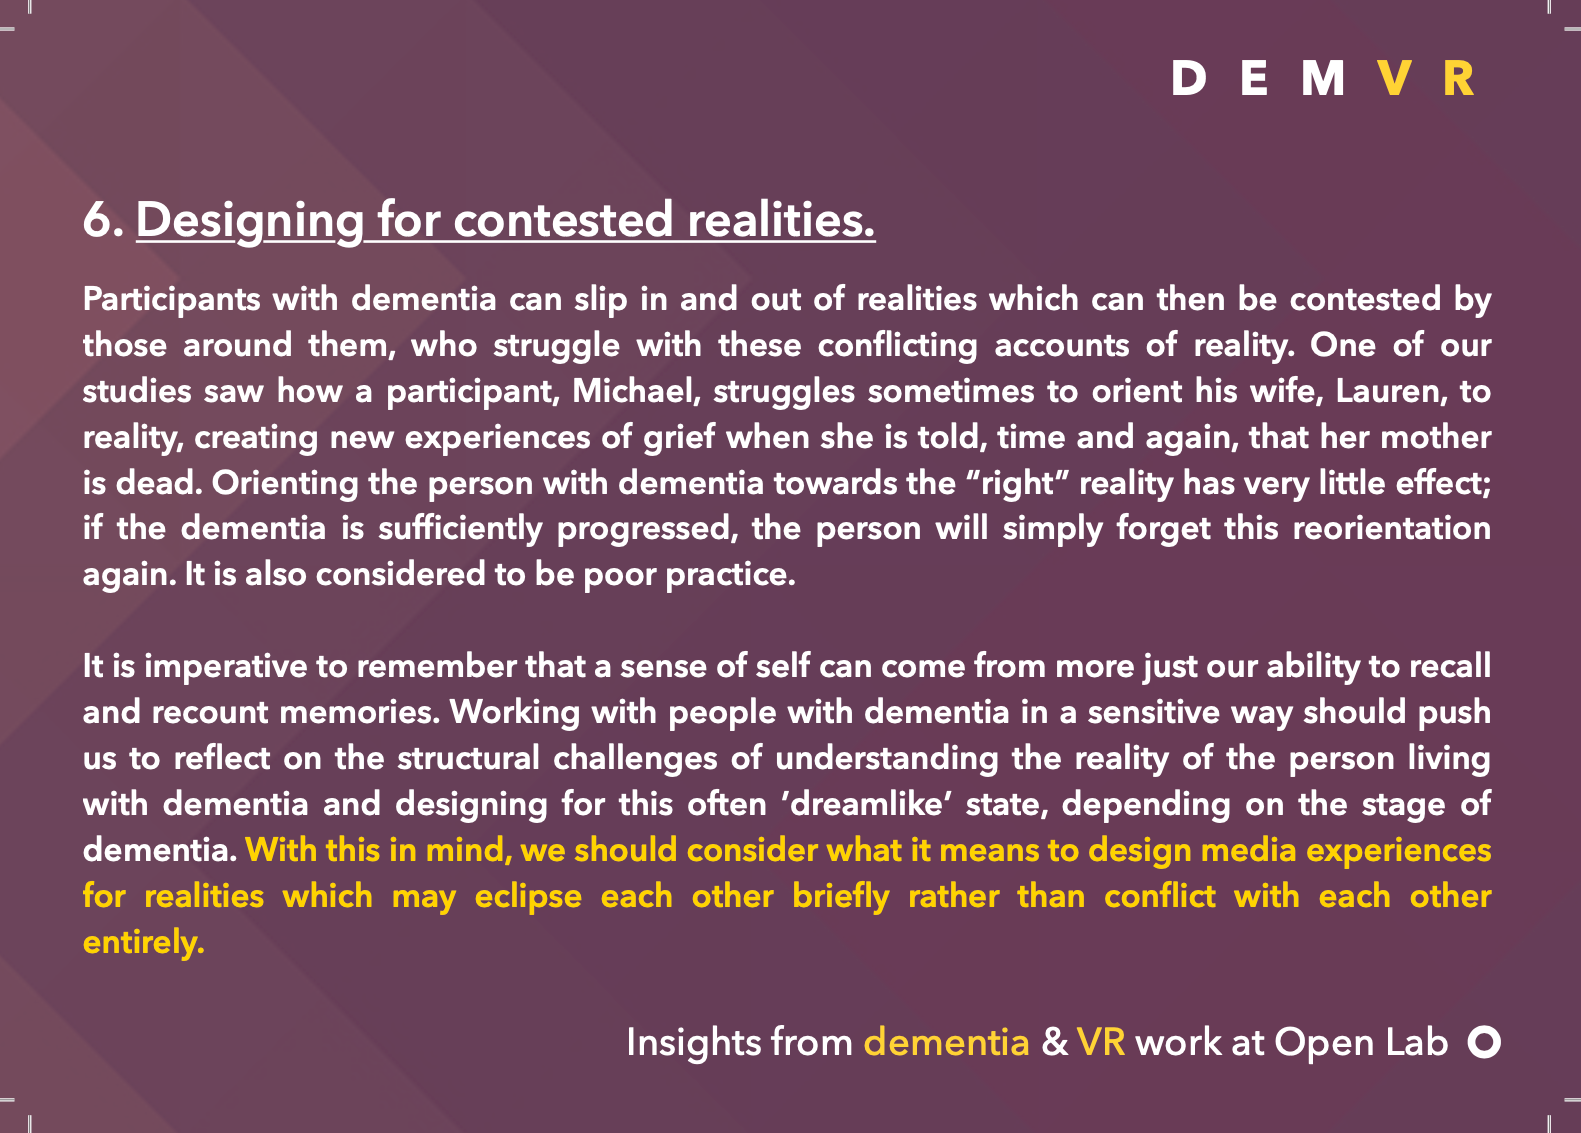 D E M V R
6. Designing for contested realities.
Participants with dementia can slip in and out of realities which can then be contested by
those around them, who struggle with these conflicting accounts of reality. One of our
studies saw how a participant, Michael, struggles sometimes to orient his wife, Lauren, to
reality, creating new experiences of grief when she is told, time and again, that her mother
is dead. Orienting the person with dementia towards the “right” reality has very little effect;
if the dementia is sufficiently progressed, the person will simply forget this reorientation
again. It is also considered to be poor practice.
It is imperative to remember that a sense of self can come from more just our ability to recall
and recount memories. Working with people with dementia in a sensitive way should push
us to reflect on the structural challenges of understanding the reality of the person living
with dementia and designing for this often ’dreamlike’ state, depending on the stage of
dementia. With this in mind, we should consider what it means to design media experiences
for realities which may eclipse each other briefly rather than conflict with each other
entirely.
Insights from dementia & VR work at Open Lab